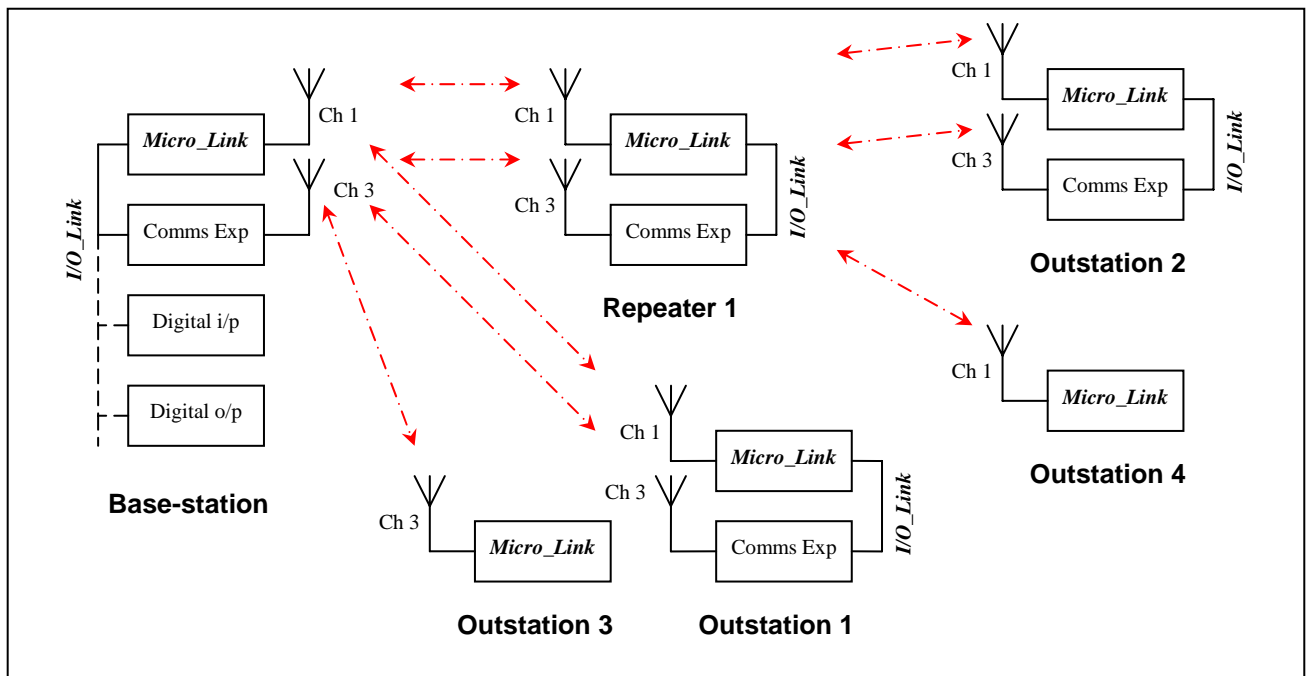 Ch 1
Micro_Link
Ch 3
Comms Exp
I/O_Link
Digital i/p
Digital o/p
Base-station
Ch 1
Micro_Link
Ch 3
Comms Exp
I/O_Link
Repeater 1
Ch 1
Micro_Link
Ch 3
Comms Exp
I/O_Link
Outstation 2
Ch 1
Micro_Link
Outstation 4
Ch 3
Micro_Link
Outstation 3
Ch 1
Micro_Link
Ch 3
Comms Exp
I/O_Link
Outstation 1